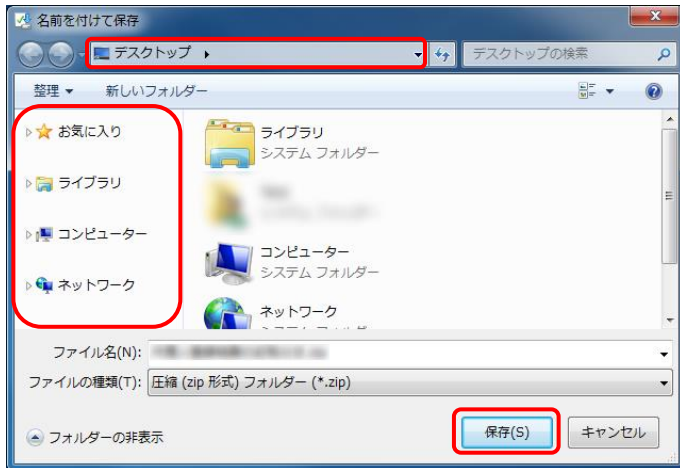 名前を付けて保存
デスクトップ
デスクトップの検索
整理
新しいフォルダー
お気に入り
ライブラリ
コンピューター
ネットワーク
ライブラリ
システム フォルダー
コンピューター
システム フォルダー
ネットワーク
ファイル名(N):
ファイルの種類(T): 圧縮 (zip 形式) フォルダー (*.zip)
フォルダーの非表示
保存(S)
キャンセル